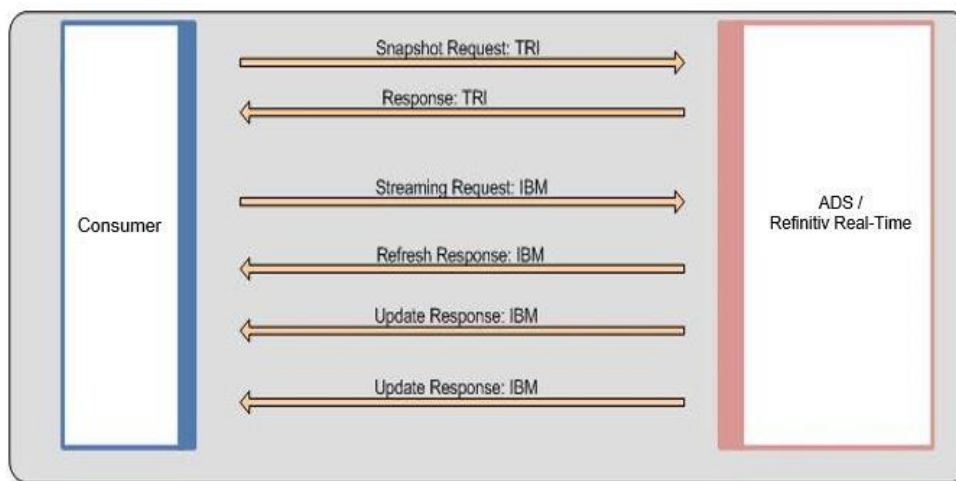 Snapshot Request: TRI
Response: TRI
Streaming Request: IBM
Consumer
ADS /
Refinitiv Real-Time
Refresh Response: IBM
Update Response: IBM
Update Response: IBM